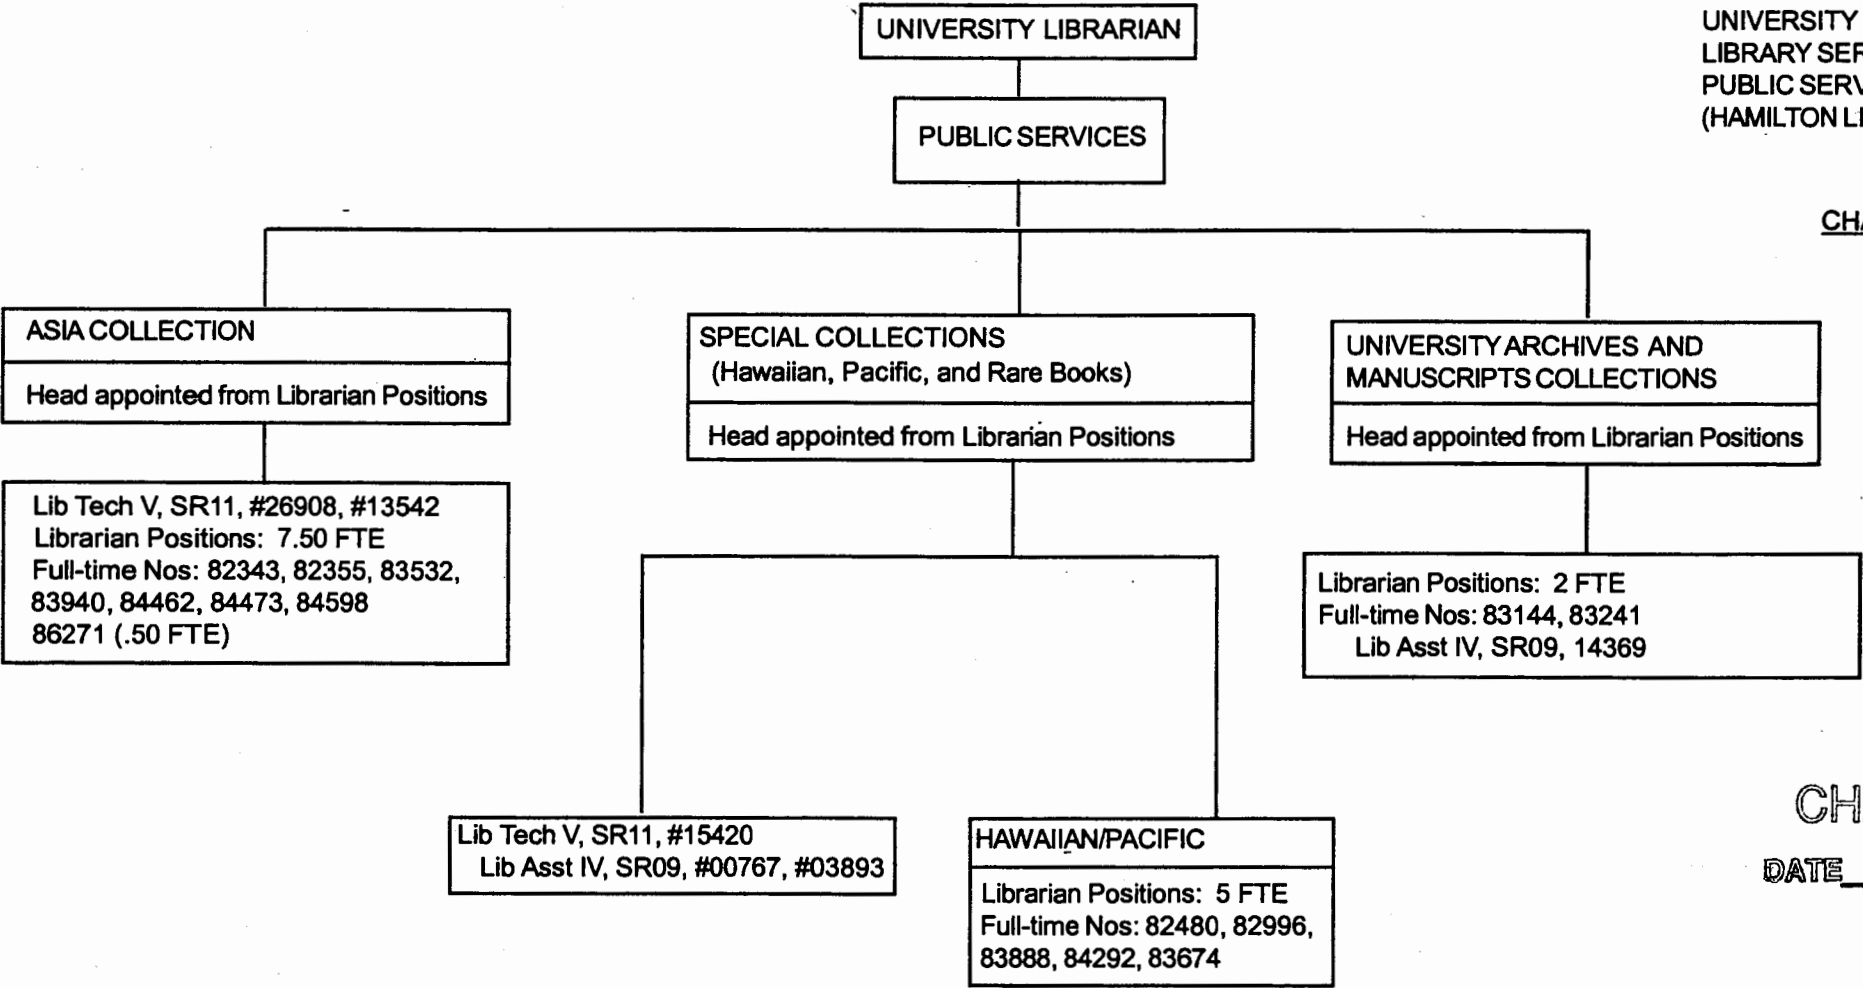 UNIVERSITY LIBRARIAN
PUBLIC SERVICES
UNIVERSITY
LIBRARY
PUBLIC
(HAMILTON
ASIA COLLECTION
Head appointed from Librarian Positions
Lib Tech V, SR11, #26908, #13542
Librarian Positions: 7.50 FTE
Full-time Nos: 82343, 82355, 83532,
83940, 84462, 84473, 84598
86271 (.50 FTE)
SPECIAL COLLECTIONS
(Hawaiian, Pacific, and Rare Books)
Head appointed from Librarian Positions
Lib Tech V, SR11, #15420
Lib Asst IV, SR09, #00767, #03893
HAWAIIAN/PACIFIC
Librarian Positions: 5 FTE
Full-time Nos: 82480, 82996,
83888, 84292, 83674
UNIVERSITY ARCHIVES AND
MANUSCRIPTS COLLECTIONS
Head appointed from Librarian Positions
Librarian Positions: 2 FTE
Full-time Nos: 83144, 83241
Lib Asst IV, SR09, 14369
DATE